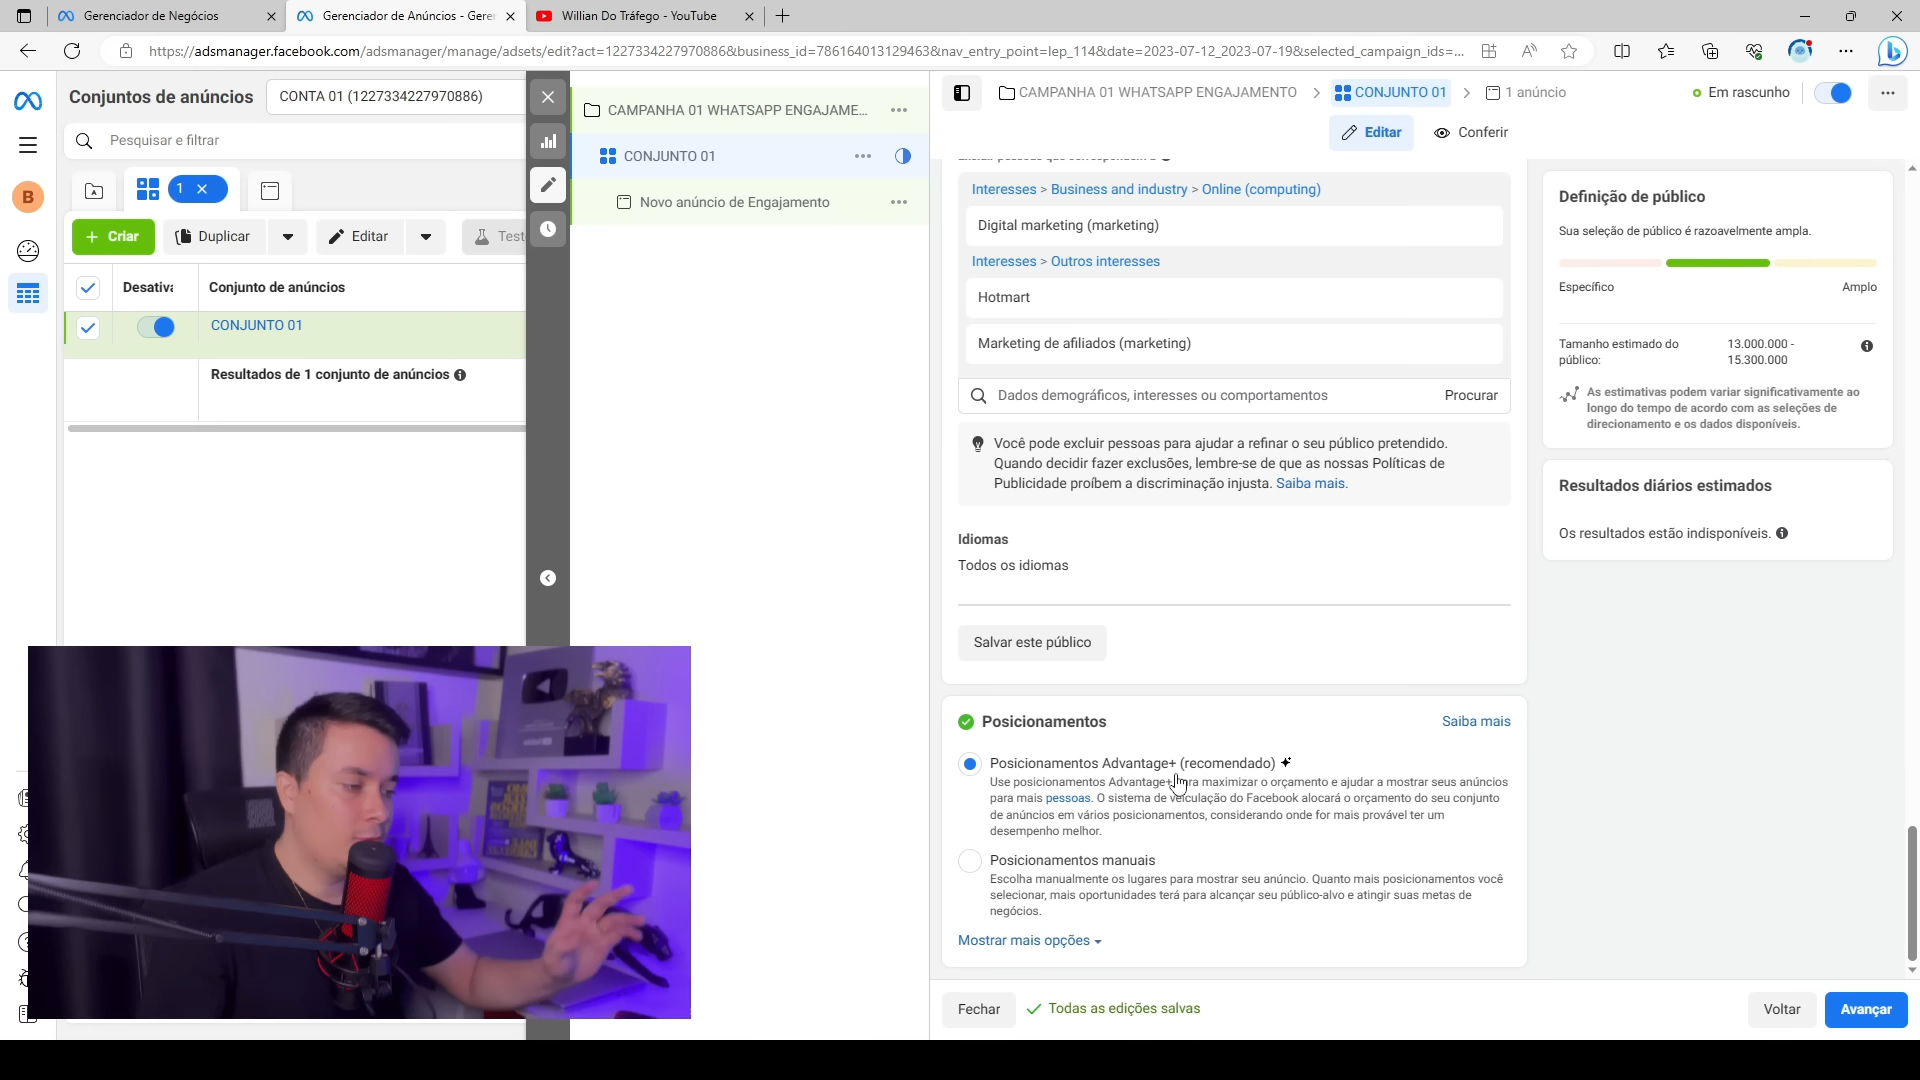 Gerenciador de Negócios
Gerenciador de Anúncios - Geren
Willian Do Tráfego - YouTube
https://adsmanager.facebook.com/adsmanager/manage/adsets/edit?act=1227334227970886&business_id=786164013129463&nav_entry_point=lep_114&date=2023-07-12_2023-07-19&selected_campaign_ids=...
Conjuntos de anúncios
CONTA 01 (1227334227970886)
Pesquisar e filtrar
B
1
+ Criar
Duplicar
Editar
Test
Desativa
Conjunto de anúncios
CONJUNTO 01
Resultados de 1 conjunto de anúncios
CAMPANHA 01 WHATSAPP ENGAJAME...
CONJUNTO 01
Novo anúncio de Engajamento
CAMPANHA 01 WHATSAPP ENGAJAMENTO > CONJUNTO 01 > 1 anúncio
Em rascunho
Editar
Conferir
Interesses > Business and industry > Online (computing)
Digital marketing (marketing)
Interesses > Outros interesses
Hotmart
Marketing de afiliados (marketing)
Dados demográficos, interesses ou comportamentos
Procurar
Você pode excluir pessoas para ajudar a refinar o seu público pretendido.
Quando decidir fazer exclusões, lembre-se de que as nossas Políticas de
Publicidade proíbem a discriminação injusta. Saiba mais.
Idiomas
Todos os idiomas
Salvar este público
Posicionamentos
Saiba mais
Posicionamentos Advantage+ (recomendado)
Use posicionamentos Advantage+ para maximizar o orçamento e ajudar a mostrar seus anúncios
para mais pessoas. O sistema de veiculação do Facebook alocará o orçamento do seu conjunto
de anúncios em vários posicionamentos, considerando onde for mais provável ter um
desempenho melhor.
Posicionamentos manuais
Escolha manualmente os lugares para mostrar seu anúncio. Quanto mais posicionamentos você
selecionar, mais oportunidades terá para alcançar seu público-alvo e atingir suas metas de
negócios.
Mostrar mais opções
Fechar
Todas as edições salvas
Voltar
Avançar
Definição de público
Sua seleção de público é razoavelmente ampla.
Específico
Amplo
Tamanho estimado do
público:
13.000.000 -
15.300.000
As estimativas podem variar significativamente ao
longo do tempo de acordo com as seleções de
direcionamento e os dados disponíveis.
Resultados diários estimados
Os resultados estão indisponíveis.